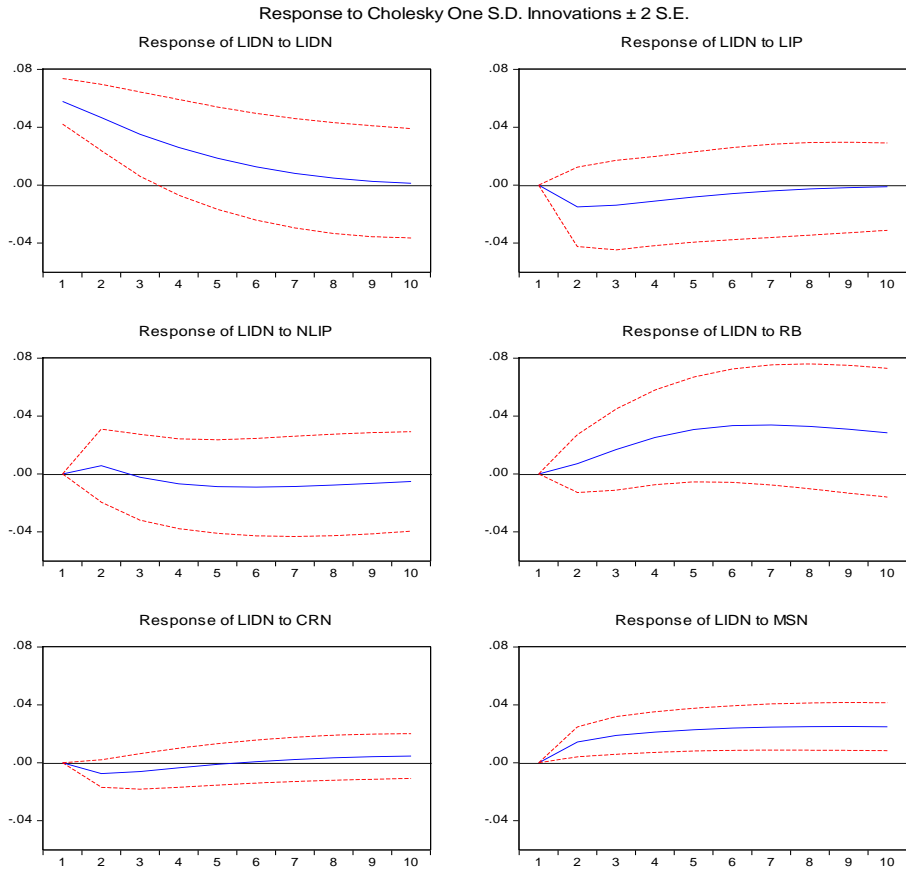 Response to Cholesky One S.D. Innovations ± 2 S.E.
Response of LIDN to LIDN
.08
.04
.00
-.04
1 2 3 4 5 6 7 8 9 10
Response of LIDN to LIP
.08
.04
.00
-.04
1 2 3 4 5 6 7 8 9 10
Response of LIDN to NLIP
.08
.04
.00
-.04
1 2 3 4 5 6 7 8 9 10
Response of LIDN to RB
.08
.04
.00
-.04
1 2 3 4 5 6 7 8 9 10
Response of LIDN to CRN
.08
.04
.00
-.04
1 2 3 4 5 6 7 8 9 10
Response of LIDN to MSN
.08
.04
.00
-.04
1 2 3 4 5 6 7 8 9 10